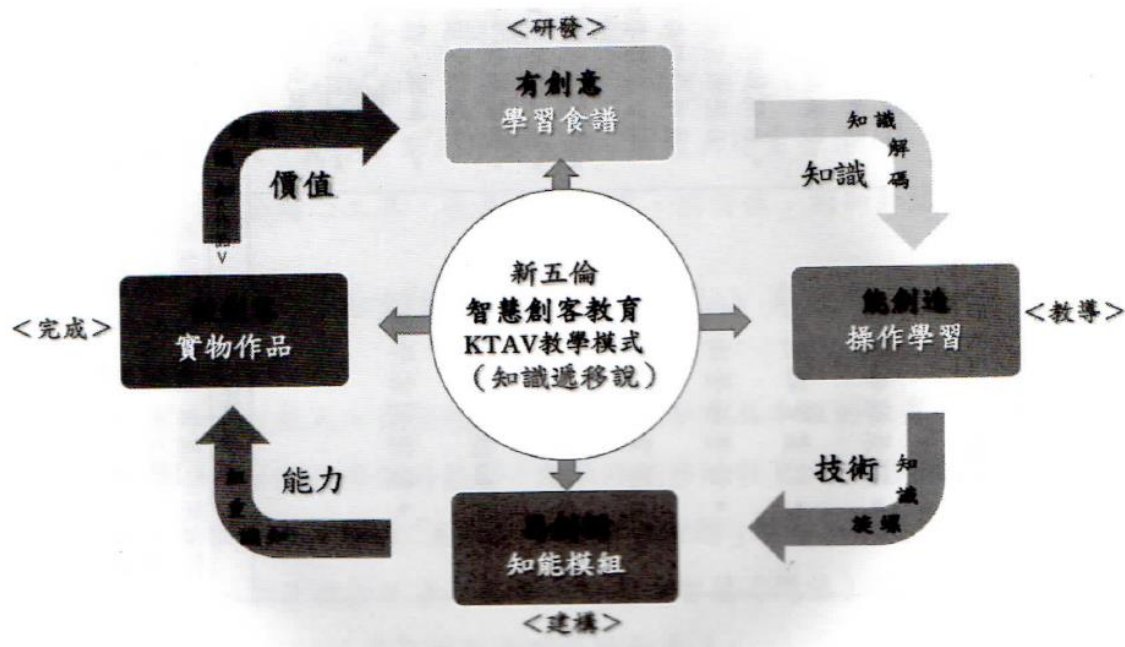 <研發>
有創意
學習食譜
知識
解
碼
知識
價值
新五倫
智慧創客教育
KTAV教學模式
(知識遞移說)
能創造
操作學習
<教導>
<完成>
實物作品
技術
知
識
螺
旋
能力
知能模組
<建構>